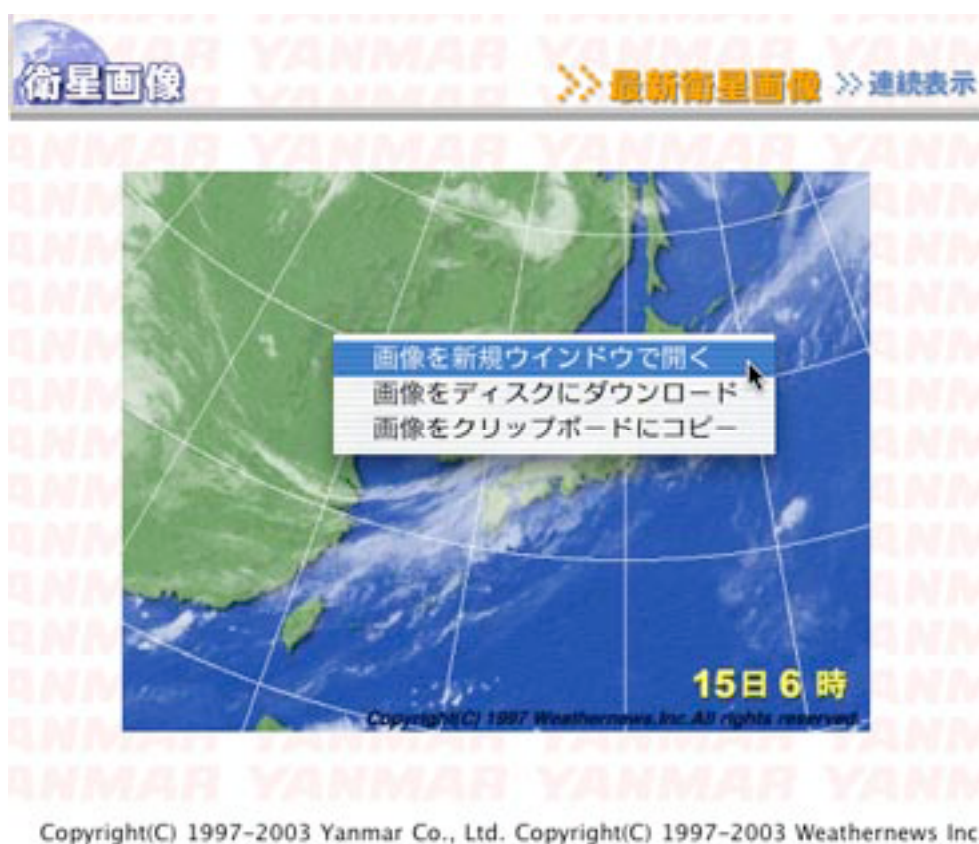 衛星画像
>> 最新衛星画像 >> 連続表示
YANMAR YANMAR
画像を新規ウインドウで開く
画像をディスクにダウンロード
画像をクリップボードにコピー
15日 6 時
Copyright(C) 1997 Weathernews.Inc.All rights reserved.
Copyright(C) 1997-2003 Yanmar Co., Ltd. Copyright(C) 1997-2003 Weathernews Inc